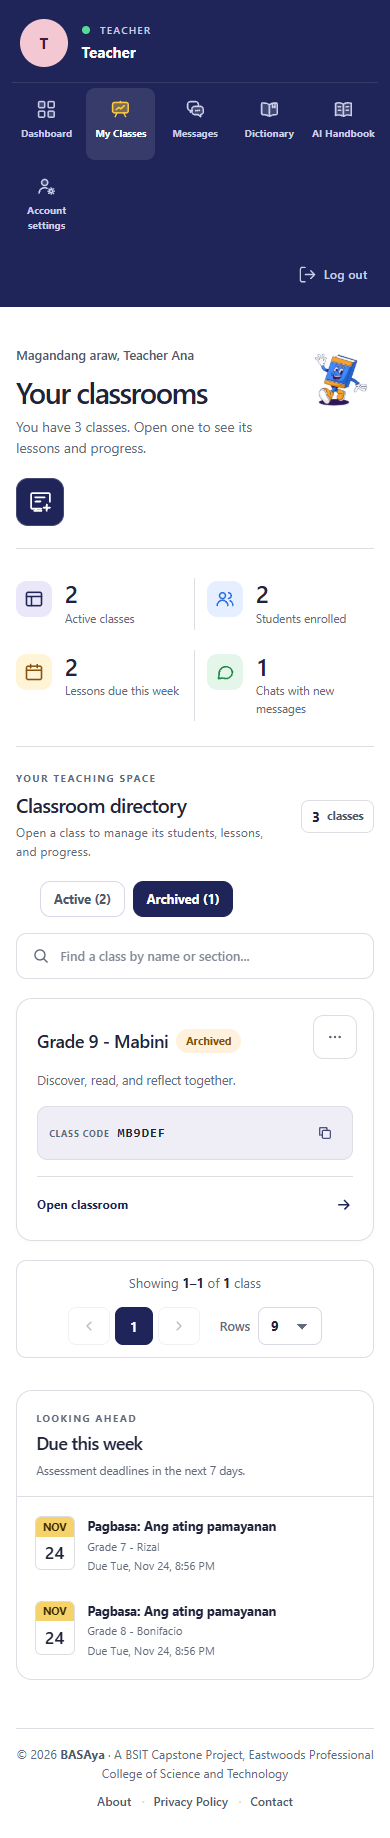 T
TEACHER
Teacher
Dashboard
My Classes
Messages
Dictionary
AI Handbook
Account
settings
Log out
Magandang araw, Teacher Ana
Your classrooms
You have 3 classes. Open one to see its
lessons and progress.
2
Active classes
2
Students enrolled
2
Lessons due this week
1
Chats with new
messages
YOUR TEACHING SPACE
Classroom directory
Open a class to manage its students, lessons,
and progress.
3 classes
Active (2)
Archived (1)
Find a class by name or section...
Grade 9 - Mabini
Archived
Discover, read, and reflect together.
CLASS CODE MB9DEF
Open classroom
Showing 1–1 of 1 class
1
Rows
9
LOOKING AHEAD
Due this week
Assessment deadlines in the next 7 days.
NOV
24
Pagbasa: Ang ating pamayanan
Grade 7 - Rizal
Due Tue, Nov 24, 8:56 PM
NOV
24
Pagbasa: Ang ating pamayanan
Grade 8 - Bonifacio
Due Tue, Nov 24, 8:56 PM
© 2026 BASAya · A BSIT Capstone Project, Eastwoods Professional
College of Science and Technology
About · Privacy Policy · Contact